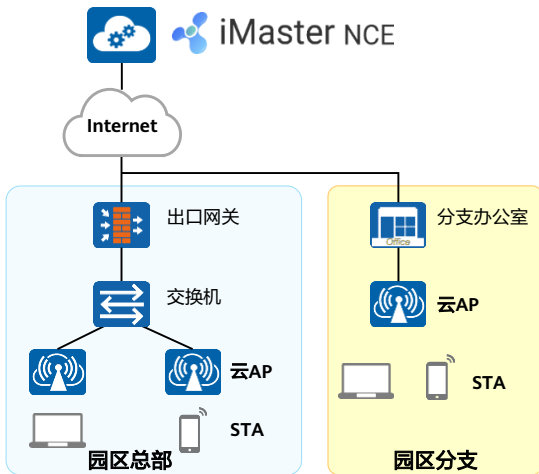 iMaster NCE
Internet
出口网关
分支办公室
Office
交换机
云AP
云AP
STA
STA
园区总部
园区分支